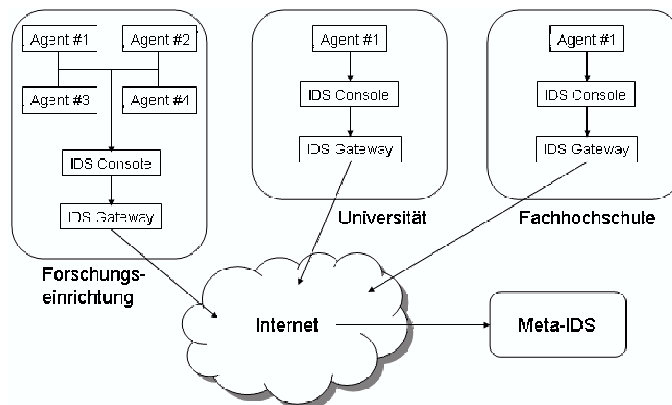 Agent #1
Agent #2
Agent #3
Agent #4
IDS Console
IDS Gateway
Forschungs-
einrichtung
Agent #1
IDS Console
IDS Gateway
Universität
Agent #1
IDS Console
IDS Gateway
Fachhochschule
Internet
Meta-IDS